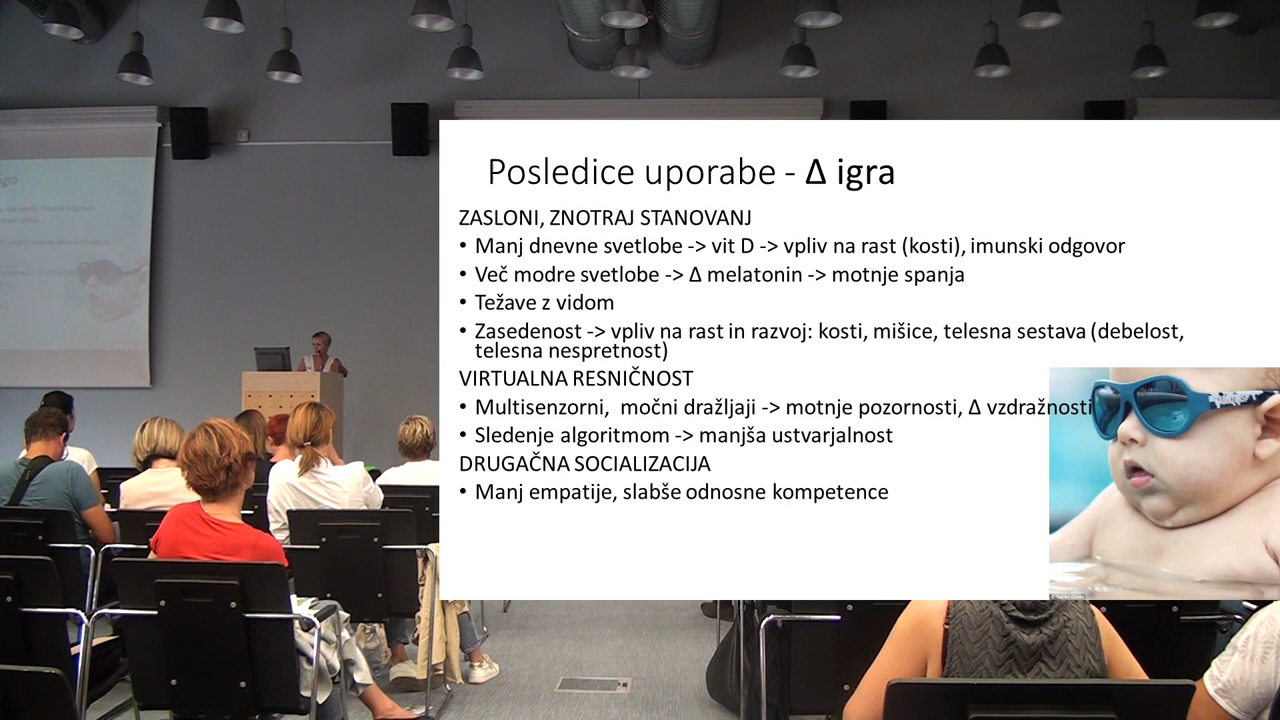 Posledice uporabe - Δ igra
ZASLONI, ZNOTRAJ STANOVANJ
• Manj dnevne svetlobe -> vit D -> vpliv na rast (kosti), imunski odgovor
• Več modre svetlobe -> Δ melatonin -> motnje spanja
• Težave z vidom
• Zasedenost -> vpliv na rast in razvoj: kosti, mišice, telesna sestava (debelost,
telesna nespretnost)
VIRTUALNA RESNIČNOST
• Multisenzorni,  močni dražljaji -> motnje pozornosti, Δ vzdražnosti
• Sledenje algoritmom -> manjša ustvarjalnost
DRUGAČNA SOCIALIZACIJA
• Manj empatije, slabše odnosne kompetence